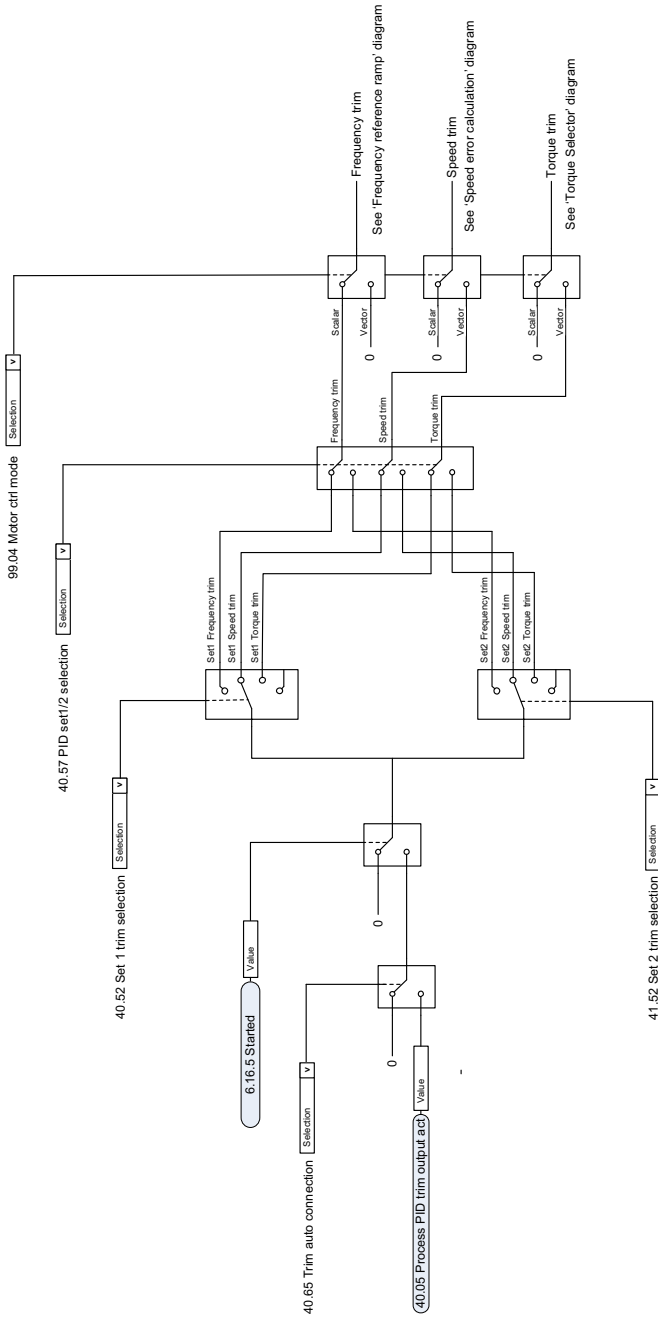 99.04 Motor ctrl mode
Selection
v
40.57 PID set1/2 selection
Selection
v
40.52 Set 1 trim selection
Selection
v
6.16.5 Started
Value
40.65 Trim auto connection
Selection
v
0
40.05 Process PID trim output act
Value
-
0
Set1 Frequency trim
Set1 Speed trim
Set1 Torque trim
Set2 Frequency trim
Set2 Speed trim
Set2 Torque trim
41.52 Set 2 trim selection
Selection
v
Frequency trim
Speed trim
Torque trim
Scalar
0
Vector
Frequency trim
See 'Frequency reference ramp' diagram
0
Scalar
Vector
Speed trim
See 'Speed error calculation' diagram
0
Scalar
Vector
Torque trim
See 'Torque Selector' diagram